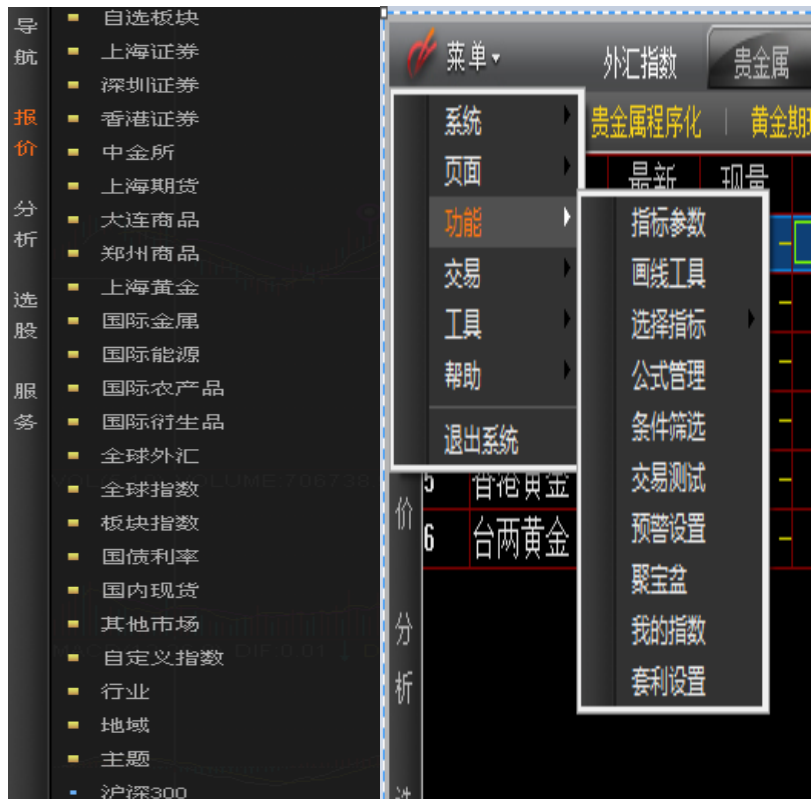 导航
报价
分析
选股
服务
自选板块
上海证券
深圳证券
香港证券
中金所
上海期货
大连商品
郑州商品
上海黄金
国际金属
国际能源
国际农产品
国际衍生品
全球外汇
全球指数
板块指数
国债利率
国内现货
其他市场
自定义指数
行业
地域
主题
沪深300
菜单
外汇指数
贵金属
贵金属程序化
黄金期
最新
现量
系统
页面
功能
交易
工具
帮助
退出系统
指标参数
画线工具
选择指标
公式管理
条件筛选
交易测试
预警设置
聚宝盆
我的指数
套利设置
5 香港黄金
6 台两黄金
价
分析